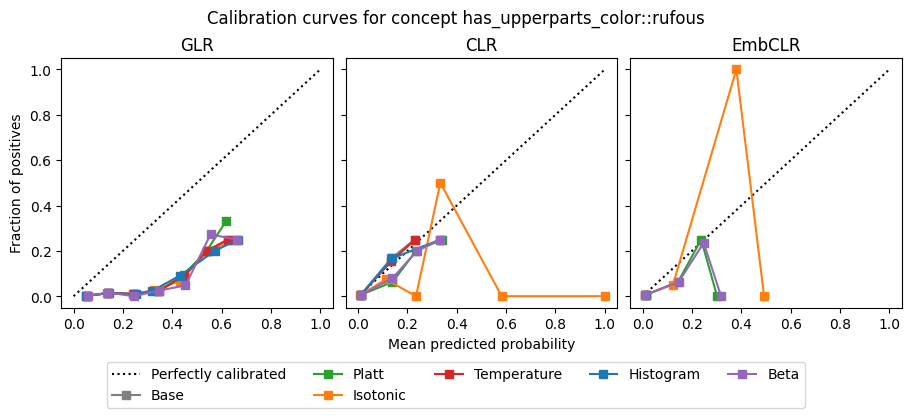 Calibration curves for concept has_upperparts_color::rufous
GLR
CLR
EmbCLR
Fraction of positives
1.0
0.8
0.6
0.4
0.2
0.0
0.0 0.2 0.4 0.6 0.8 1.0
0.0 0.2 0.4 0.6 0.8 1.0
0.0 0.2 0.4 0.6 0.8 1.0
Mean predicted probability
Perfectly calibrated
Base
Platt
Isotonic
Temperature
Histogram
Beta